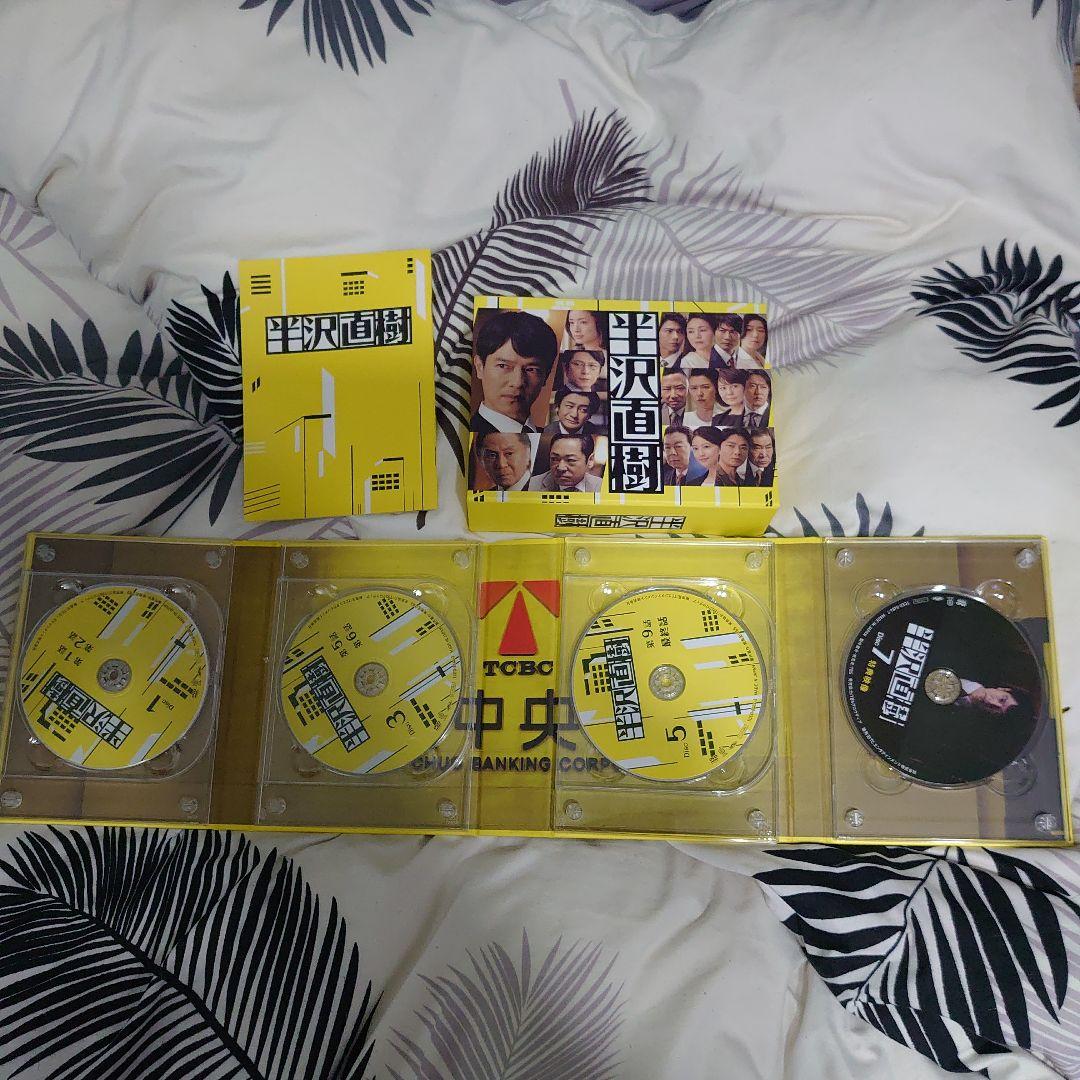 半沢直樹
半沢直樹
半沢直樹
TCBC
中央
CHUO BANKING CORP
第1話
第2話
半沢直樹
Disc 1
第5話
第6話
半沢直樹
Disc 3
第9話
最終話
半沢直樹
Disc 5
半沢直樹
Disc 7
特典映像